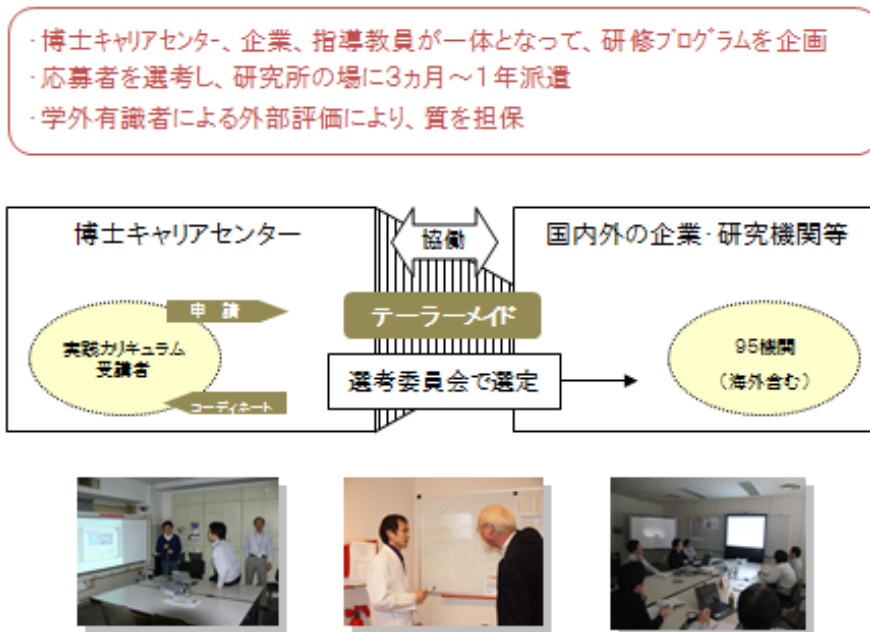 ・博士キャリアセンター、企業、指導教員が一体となって、研修プログラムを企画
・応募者を選考し、研究所の場に3ヵ月～1年派遣
・学外有識者による外部評価により、質を担保
博士キャリアセンター
協働
国内外の企業・研究機関等
申 請
テーラーメイド
実践カリキュラム
受講者
95機関
（海外含む）
選考委員会で選定
コーディネート